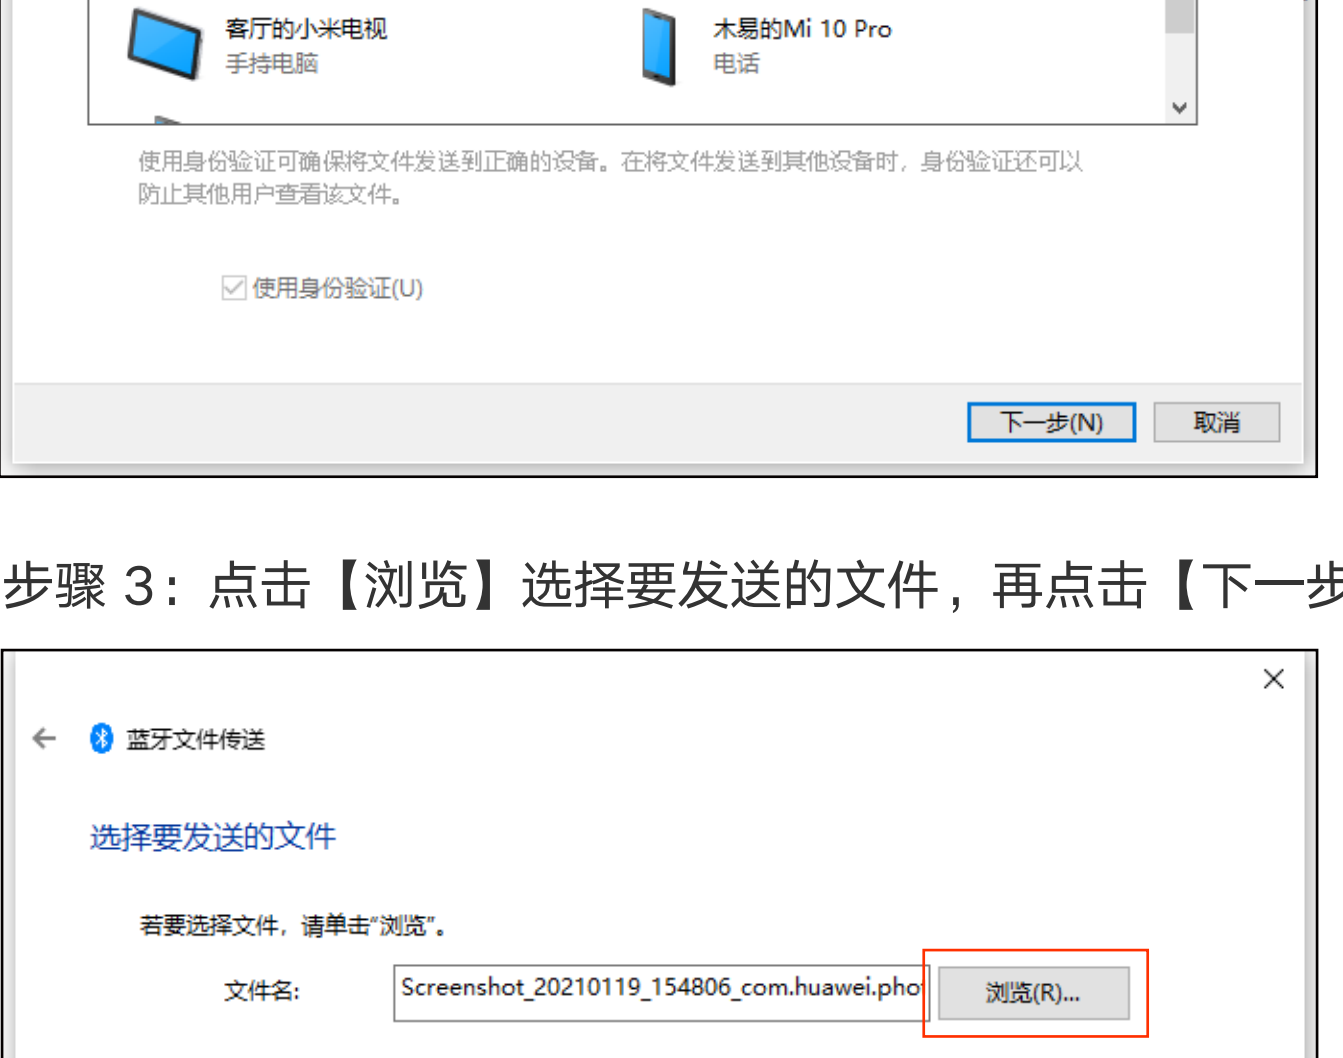 客厅的小米电视
手持电脑
木易的Mi 10 Pro
电话
使用身份验证可确保将文件发送到正确的设备。在将文件发送到其他设备时，身份验证还可以
防止其他用户查看该文件。
使用身份验证(U)
下一步(N)
取消
步骤 3：点击【浏览】选择要发送的文件，再点击【下一步
蓝牙文件传送
选择要发送的文件
若要选择文件，请单击“浏览”。
文件名:
Screenshot_20210119_154806_com.huawei.pho
浏览(R)...